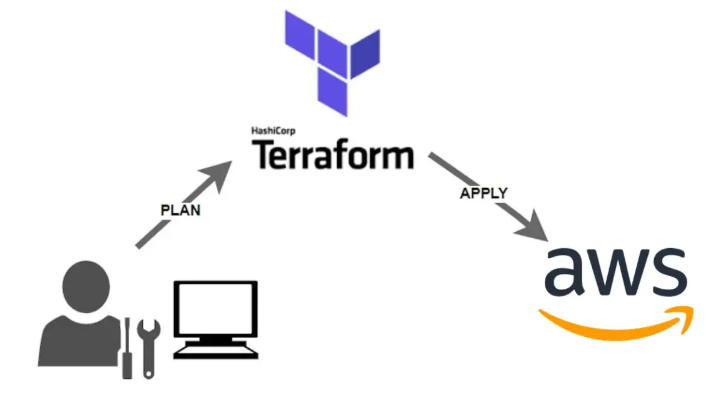 HashiCorp
Terraform
PLAN
APPLY
aws